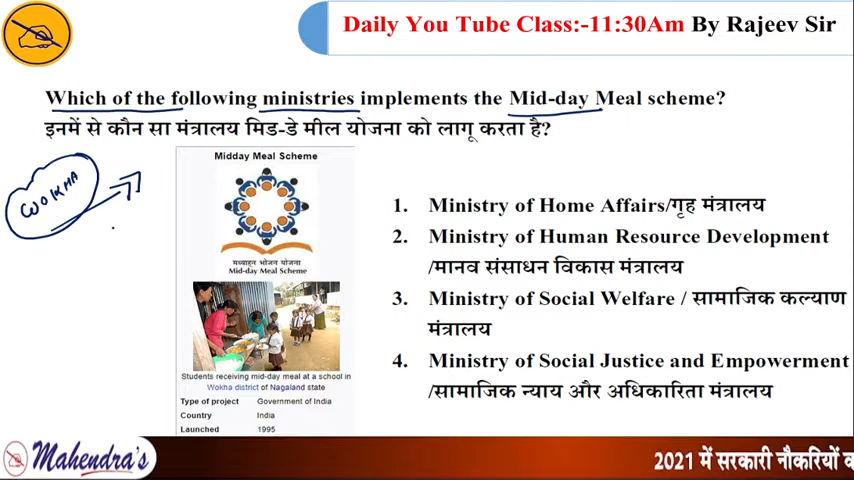 Daily You Tube Class:-11:30Am By Rajeev Sir
Which of the following ministries implements the Mid-day Meal scheme?
इनमें से कौन सा मंत्रालय मिड-डे मील योजना को लागू करता है?
WOKHA
Midday Meal Scheme
मध्याह्न भोजन योजना
Mid-day Meal Scheme
Students receiving mid-day meal at a school in
Wokha district of Nagaland state
Type of project Government of India
Country India
Launched 1995
1. Ministry of Home Affairs/गृह मंत्रालय
2. Ministry of Human Resource Development
/मानव संसाधन विकास मंत्रालय
3. Ministry of Social Welfare / सामाजिक कल्याण
मंत्रालय
4. Ministry of Social Justice and Empowerment
/सामाजिक न्याय और अधिकारिता मंत्रालय
Mahendra's
2021 में सरकारी नौकरियों